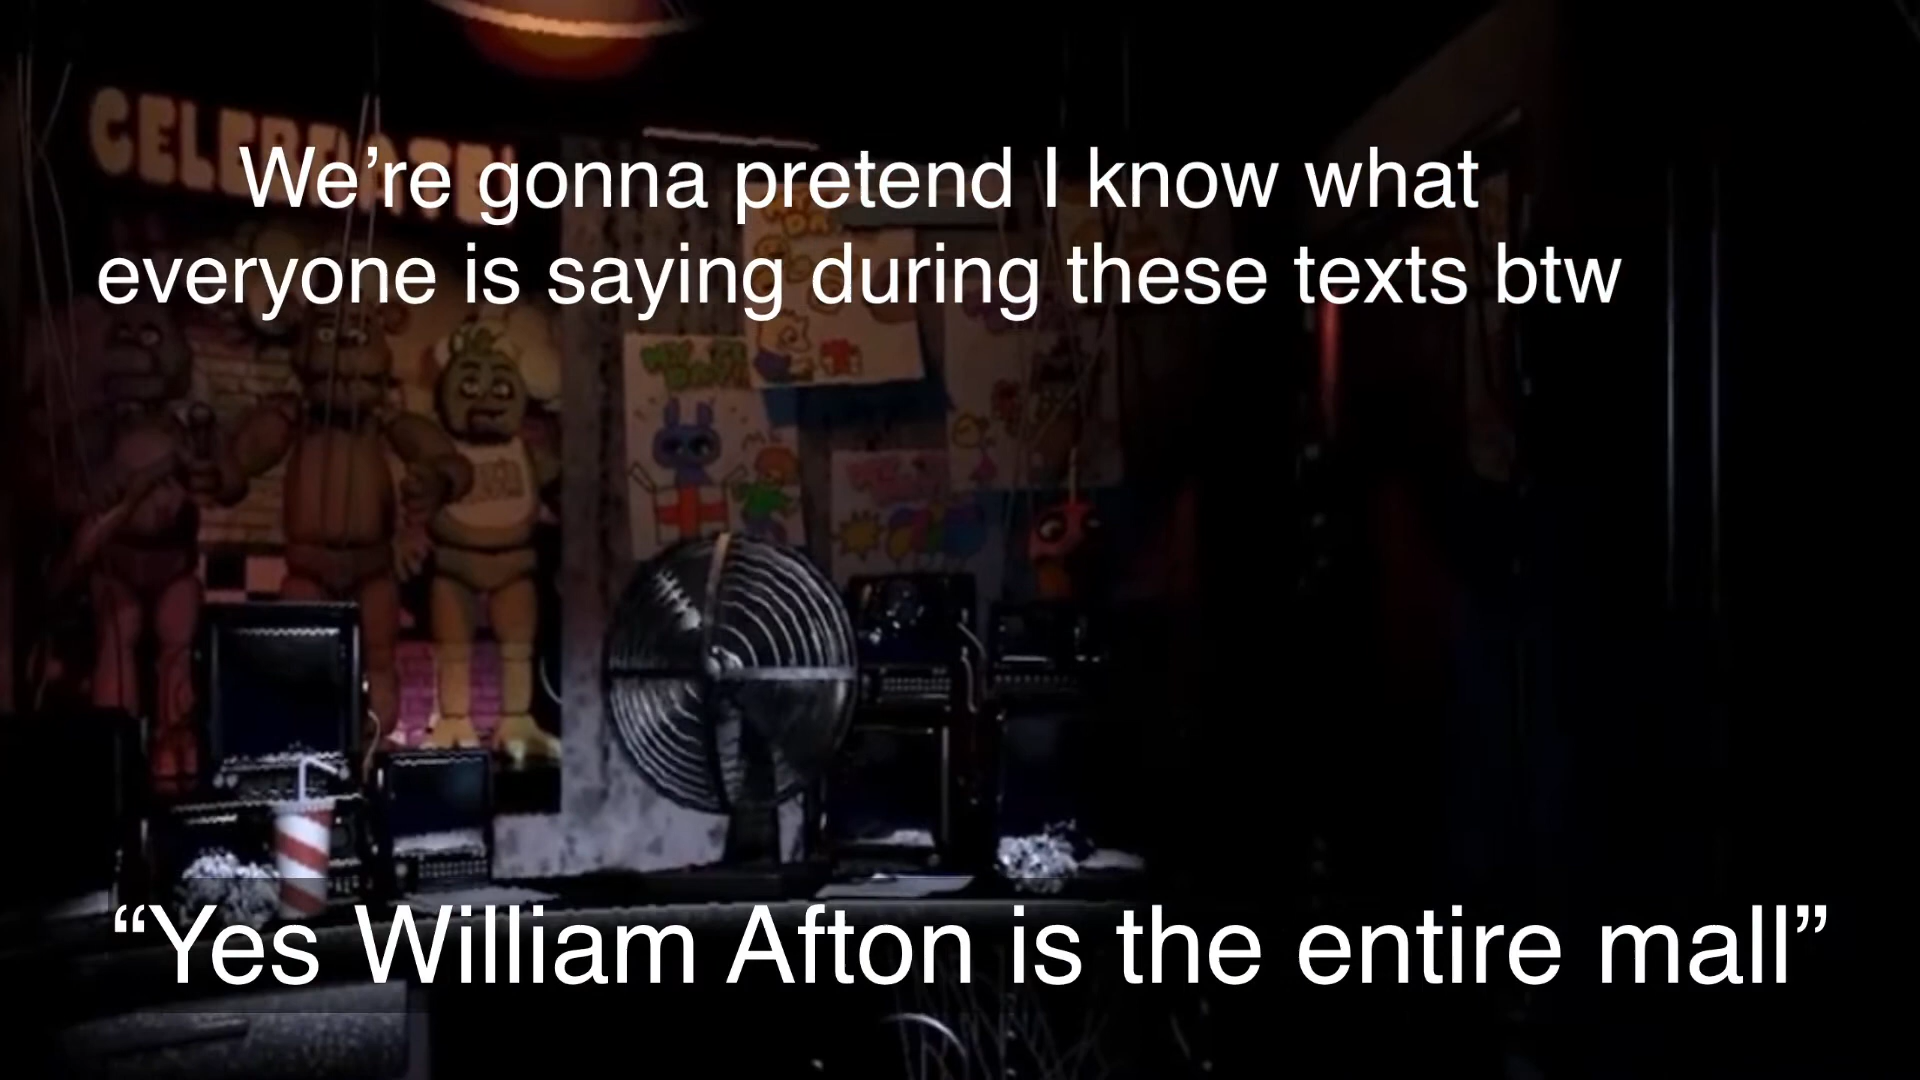 CELEBRATE!
We’re gonna pretend I know what
everyone is saying during these texts btw
“Yes William Afton is the entire mall”